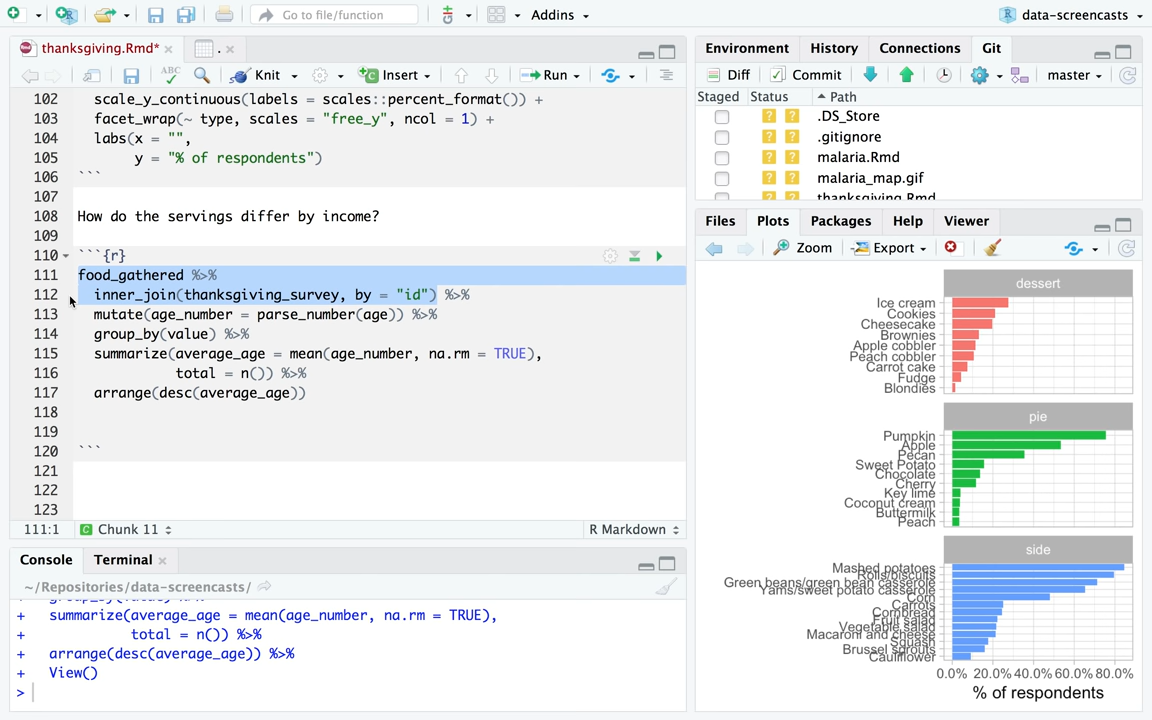 Go to file/function
Addins
data-screencasts
thanksgiving.Rmd*
.
ABC
Knit
Insert
Run
102 scale_y_continuous(labels = scales::percent_format()) +
103 facet_wrap(~ type, scales = "free_y", ncol = 1) +
104 labs(x = "",
105 y = "% of respondents")
106 ```
107
108 How do the servings differ by income?
109
110 ```{r}
111 food_gathered %>%
112 inner_join(thanksgiving_survey, by = "id") %>%
113 mutate(age_number = parse_number(age)) %>%
114 group_by(value) %>%
115 summarize(average_age = mean(age_number, na.rm = TRUE),
116 total = n()) %>%
117 arrange(desc(average_age))
118
119
120 ```
121
122
123
111:1 Chunk 11 R Markdown
Console Terminal
~/Repositories/data-screencasts/
+ summarize(average_age = mean(age_number, na.rm = TRUE),
+ total = n()) %>%
+ arrange(desc(average_age)) %>%
+ View()
>
Environment History Connections Git
Diff Commit master
Staged Status Path
? ? .DS_Store
? ? .gitignore
? ? malaria.Rmd
? ? malaria_map.gif
thanksgiving.Rmd
Files Plots Packages Help Viewer
Zoom Export
dessert
Ice cream
Cookies
Cheesecake
Brownies
Apple cobbler
Peach cobbler
Carrot cake
Fudge
Blondies
pie
Pumpkin
Apple
Pecan
Sweet Potato
Chocolate
Cherry
Key lime
Coconut cream
Buttermilk
Peach
side
Mashed potatoes
Rolls/biscuits
Green beans/green bean casserole
Yams/sweet potato casserole
Corn
Carrots
Cornbread
Fruit salad
Vegetable salad
Macaroni and cheese
Squash
Brussel sprouts
Cauliflower
0.0% 20.0% 40.0% 60.0% 80.0%
% of respondents